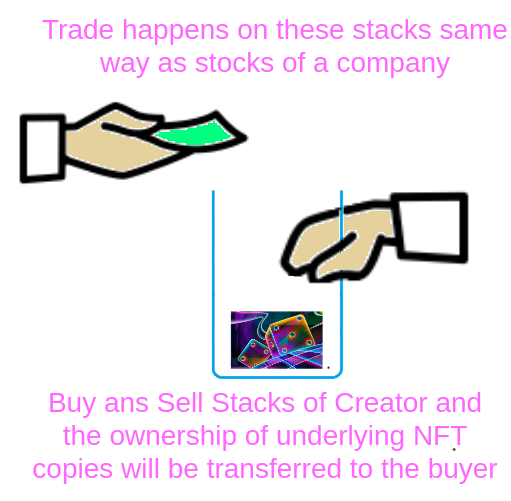 Trade happens on these stacks same
way as stocks of a company
Buy ans Sell Stacks of Creator and
the ownership of underlying NFT
copies will be transferred to the buyer